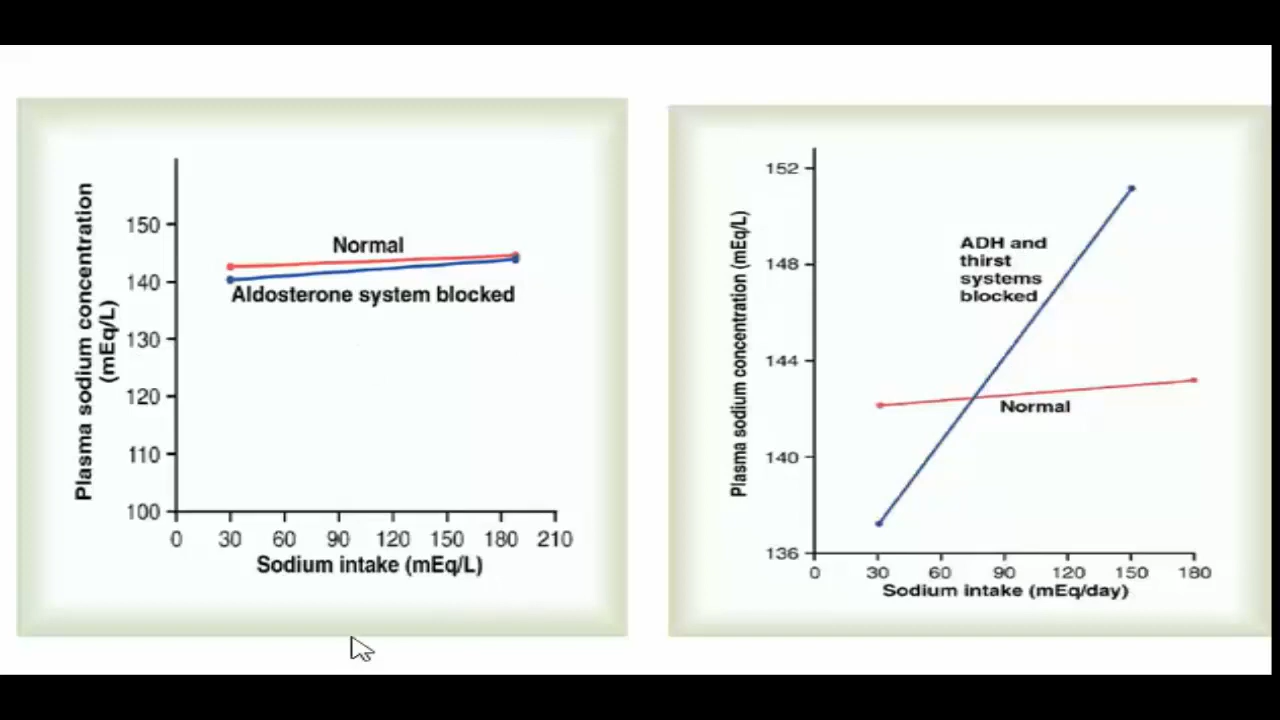 Plasma sodium concentration
(mEq/L)
150
140
130
120
110
100
Normal
Aldosterone system blocked
0 30 60 90 120 150 180 210
Sodium intake (mEq/L)
Plasma sodium concentration (mEq/L)
152
148
144
140
136
ADH and
thirst
systems
blocked
Normal
0 30 60 90 120 150 180
Sodium intake (mEq/day)